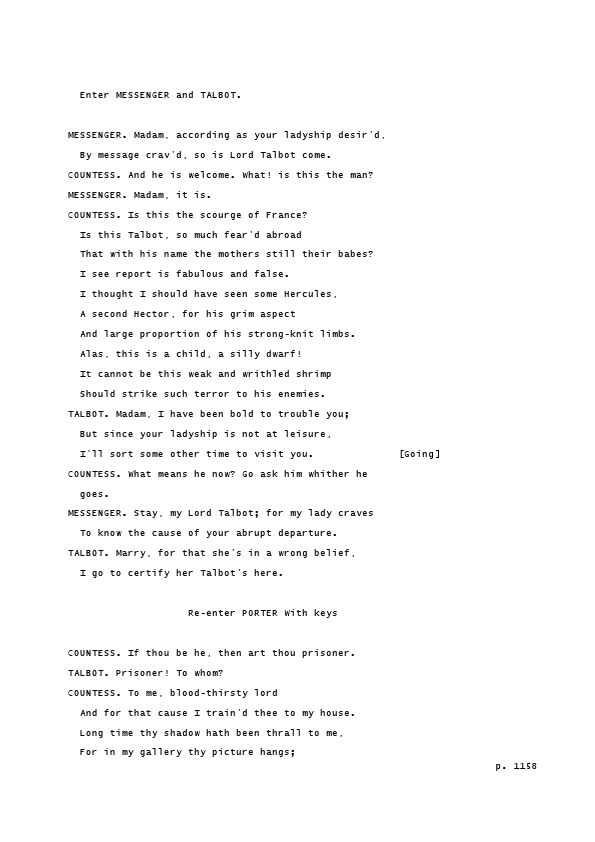 Enter MESSENGER and TALBOT.
MESSENGER. Madam, according as your ladyship desir'd,
By message crav'd, so is Lord Talbot come.
COUNTESS. And he is welcome. What! is this the man?
MESSENGER. Madam, it is.
COUNTESS. Is this the scourge of France?
Is this Talbot, so much fear'd abroad
That with his name the mothers still their babes?
I see report is fabulous and false.
I thought I should have seen some Hercules,
A second Hector, for his grim aspect
And large proportion of his strong-knit limbs.
Alas, this is a child, a silly dwarf!
It cannot be this weak and writhled shrimp
Should strike such terror to his enemies.
TALBOT. Madam, I have been bold to trouble you;
But since your ladyship is not at leisure,
I'll sort some other time to visit you. [Going]
COUNTESS. What means he now? Go ask him whither he
goes.
MESSENGER. Stay, my Lord Talbot; for my lady craves
To know the cause of your abrupt departure.
TALBOT. Marry, for that she's in a wrong belief,
I go to certify her Talbot's here.
Re-enter PORTER With keys
COUNTESS. If thou be he, then art thou prisoner.
TALBOT. Prisoner! To whom?
COUNTESS. To me, blood-thirsty lord
And for that cause I train'd thee to my house.
Long time thy shadow hath been thrall to me,
For in my gallery thy picture hangs;
p. 1158